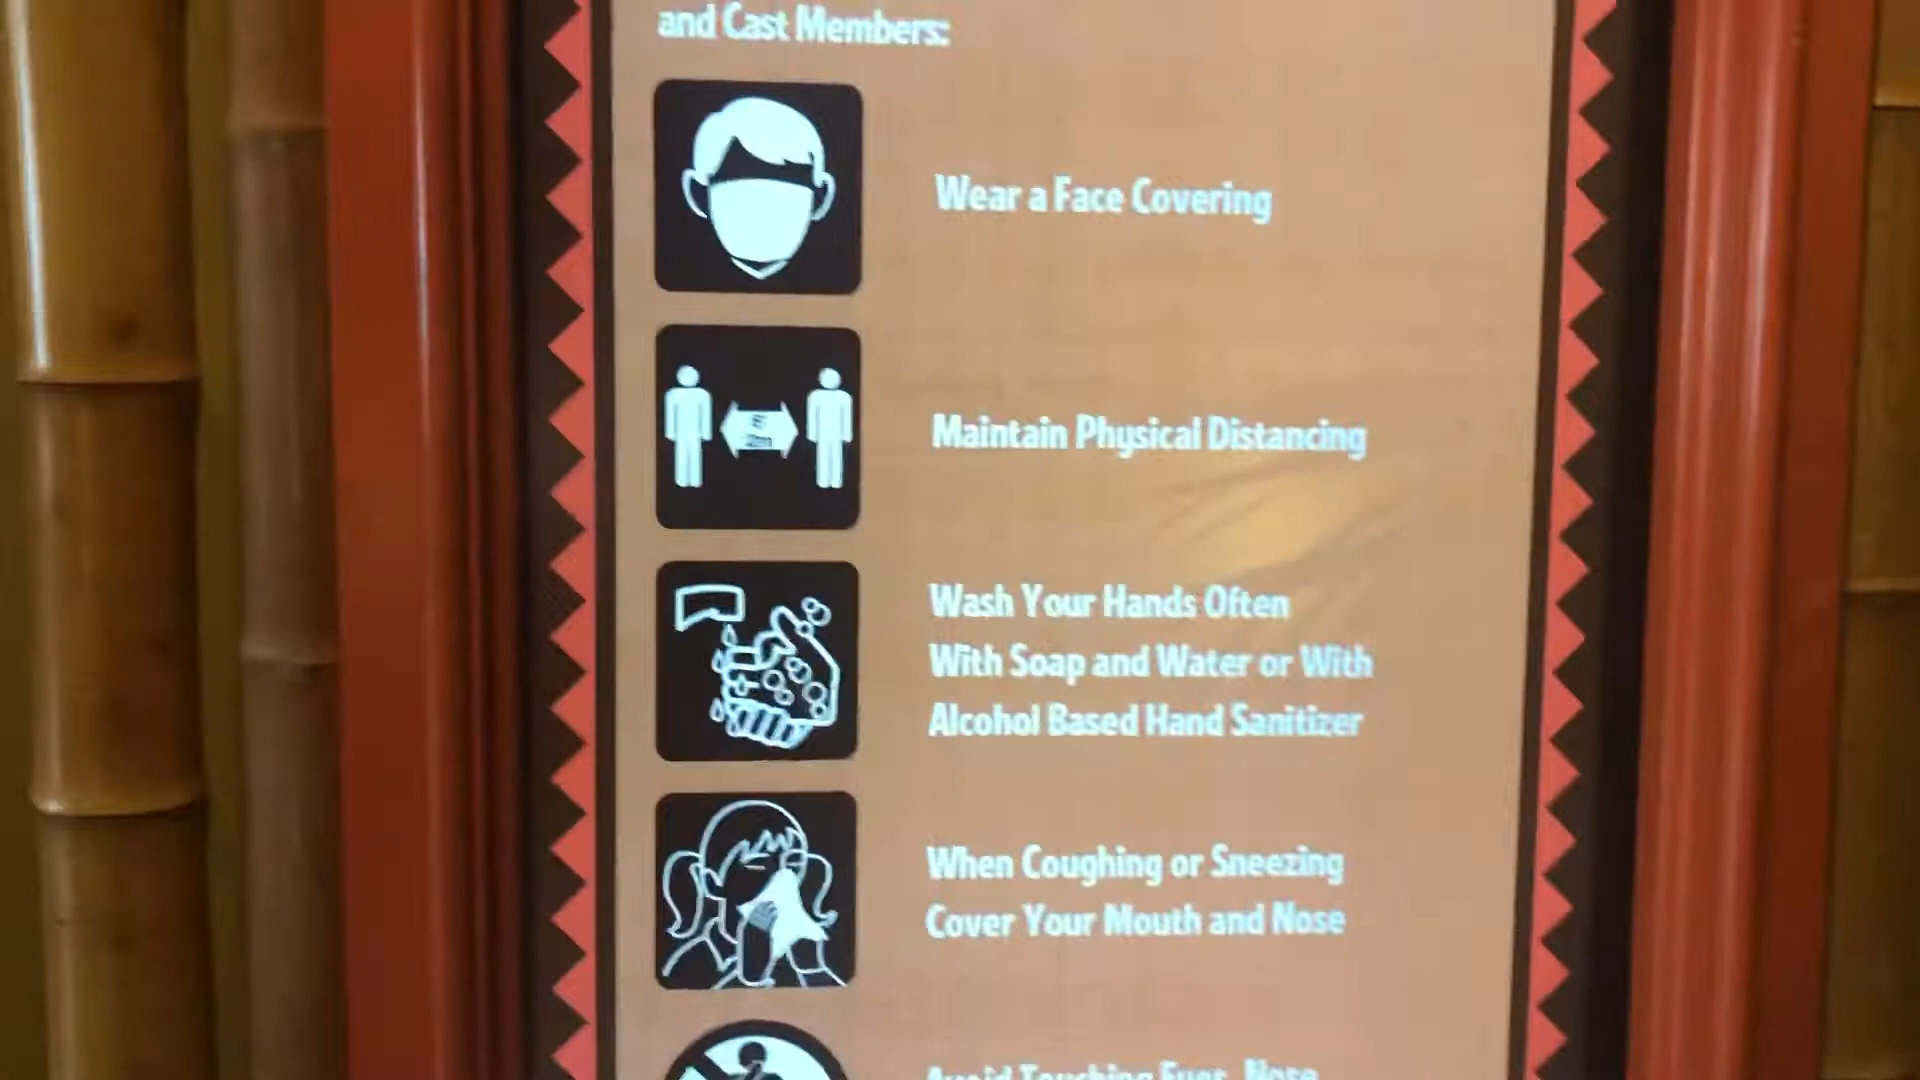 and Cast Members:
Wear a Face Covering
Maintain Physical Distancing
Wash Your Hands Often
With Soap and Water or With
Alcohol Based Hand Sanitizer
When Coughing or Sneezing
Cover Your Mouth and Nose
Avoid Touching Eyes, Nose